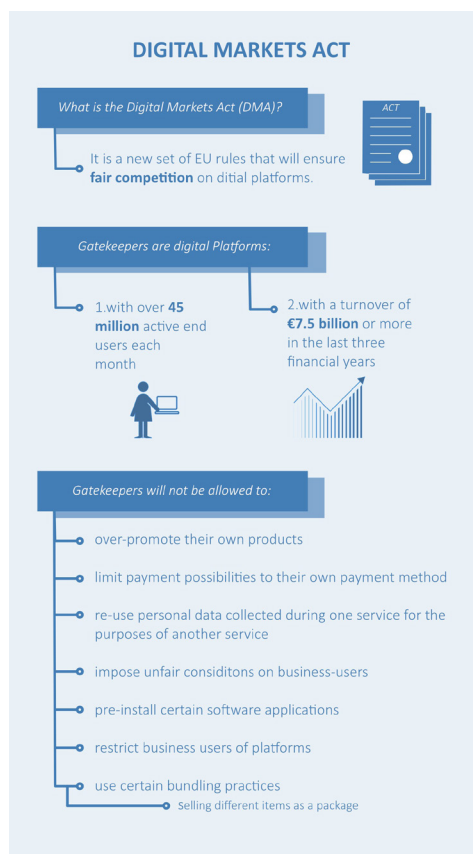 DIGITAL MARKETS ACT
What is the Digital Markets Act (DMA)?
ACT
It is a new set of EU rules that will ensure
fair competition on ditial platforms.
Gatekeepers are digital Platforms:
1.with over 45
million active end
users each
month
2.with a turnover of
€7.5 billion or more
in the last three
financial years
Gatekeepers will not be allowed to:
over-promote their own products
limit payment possibilities to their own payment method
re-use personal data collected during one service for the
purposes of another service
impose unfair considitons on business-users
pre-install certain software applications
restrict business users of platforms
use certain bundling practices
Selling different items as a package